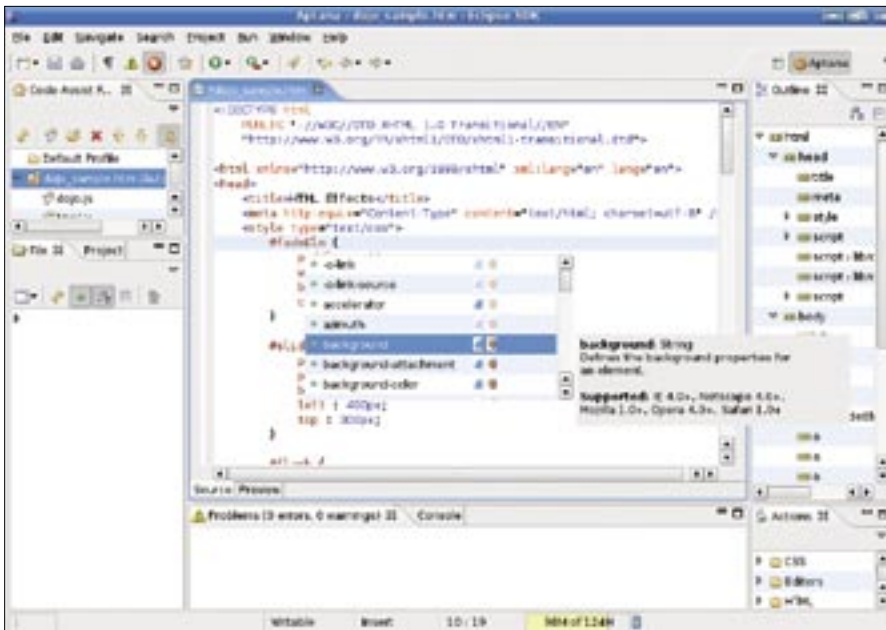 Aptana - dojo_sample.htm - Eclipse SDK
File Edit Navigate Search Project Run Window Help
Aptana
Code Assist P...
Default Profile
dojo_sample.htm
dojo.js
File Project
dojo_sample.htm
<!DOCTYPE html
PUBLIC "-//W3C//DTD XHTML 1.0 Transitional//EN"
"http://www.w3.org/TR/xhtml1/DTD/xhtml1-transitional.dtd">
<html xmlns="http://www.w3.org/1999/xhtml" xml:lang="en" lang="en">
<head>
<title>HTML Effects</title>
<meta http-equiv="Content-Type" content="text/html; charset=utf-8" /
<style type="text/css">
{
-o-link
-o-link-source
accelerator
azimuth
background
background-attachment
background-color
}
left : 400px;
top : 300px;
}
background: String
Defines the background properties for
an element.
Supported: IE 4.0+, Netscape 4.0+,
Mozilla 1.0+, Opera 4.0+, Safari 1.0+
Source Preview
Problems (0 errors, 0 warnings) Console
Outline
html
head
title
meta
style
script
script
script
script
body
a
a
a
Actions
CSS
Editors
HTML
Writable Insert 10 : 19